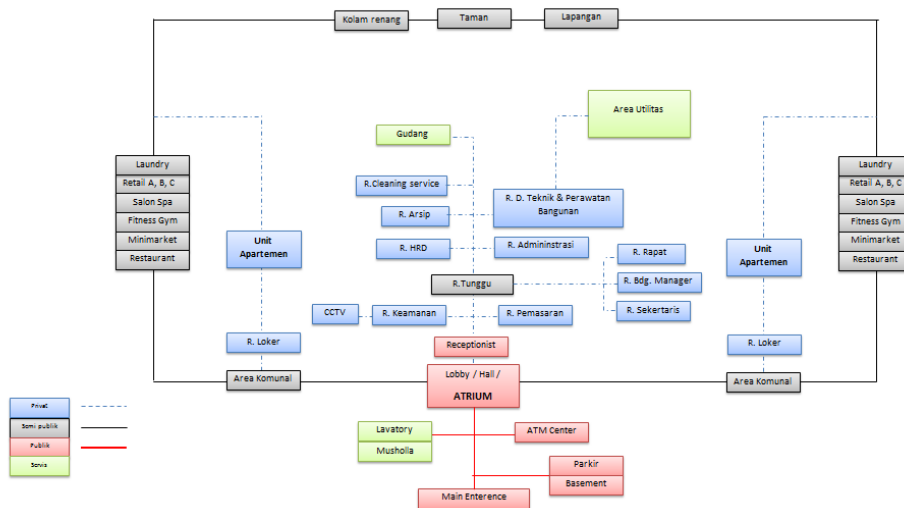 Kolam renang
Taman
Lapangan
Area Utilitas
Gudang
Laundry
Retail A, B, C
Salon Spa
Fitness Gym
Minimarket
Restaurant
R.Cleaning service
R. Arsip
R. HRD
R. D. Teknik & Perawatan
Bangunan
R. Admininstrasi
Unit
Apartemen
R. Rapat
R. Bdg. Manager
R. Sekertaris
R.Tunggu
CCTV
R. Keamanan
R. Pemasaran
Receptionist
R. Loker
Area Komunal
Lobby / Hall /
ATRIUM
Unit
Apartemen
R. Loker
Area Komunal
Laundry
Retail A, B, C
Salon Spa
Fitness Gym
Minimarket
Restaurant
Lavatory
Musholla
ATM Center
Parkir
Basement
Main Enterence
Privat
Semi publik
Publik
Servis